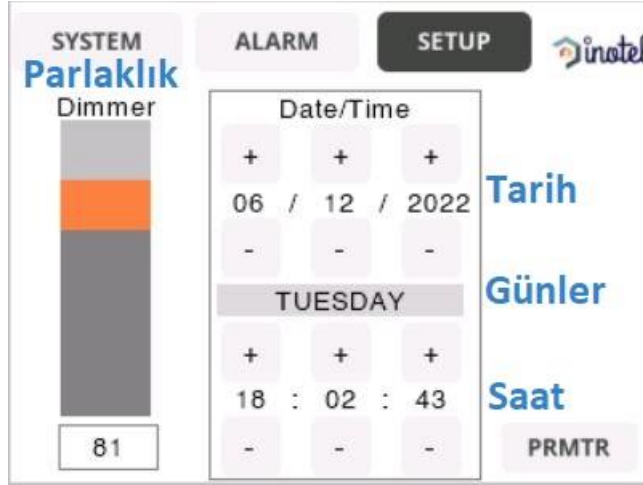 SYSTEM ALARM SETUP inotel
Parlaklık
Dimmer
Date/Time
+ + +
06 / 12 / 2022
- - -
Tarih
TUESDAY
Günler
+ + +
18 : 02 : 43
- - -
Saat
81
PRMTR